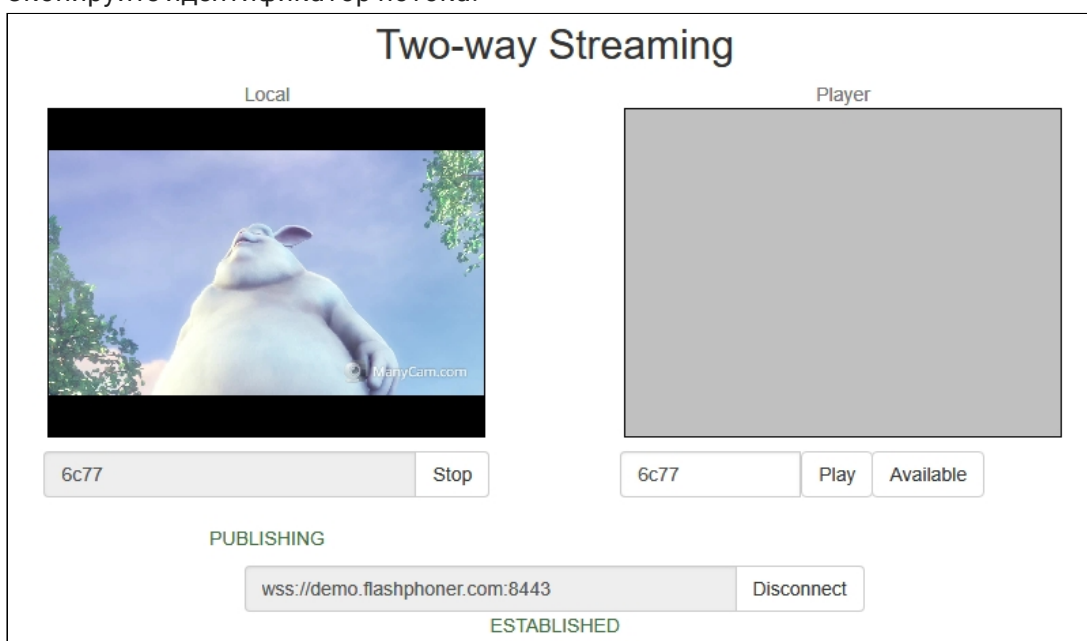 Two-way Streaming
Local
Player
ManyCam.com
6c77
Stop
6c77
Play
Available
PUBLISHING
wss://demo.flashphoner.com:8443
Disconnect
ESTABLISHED